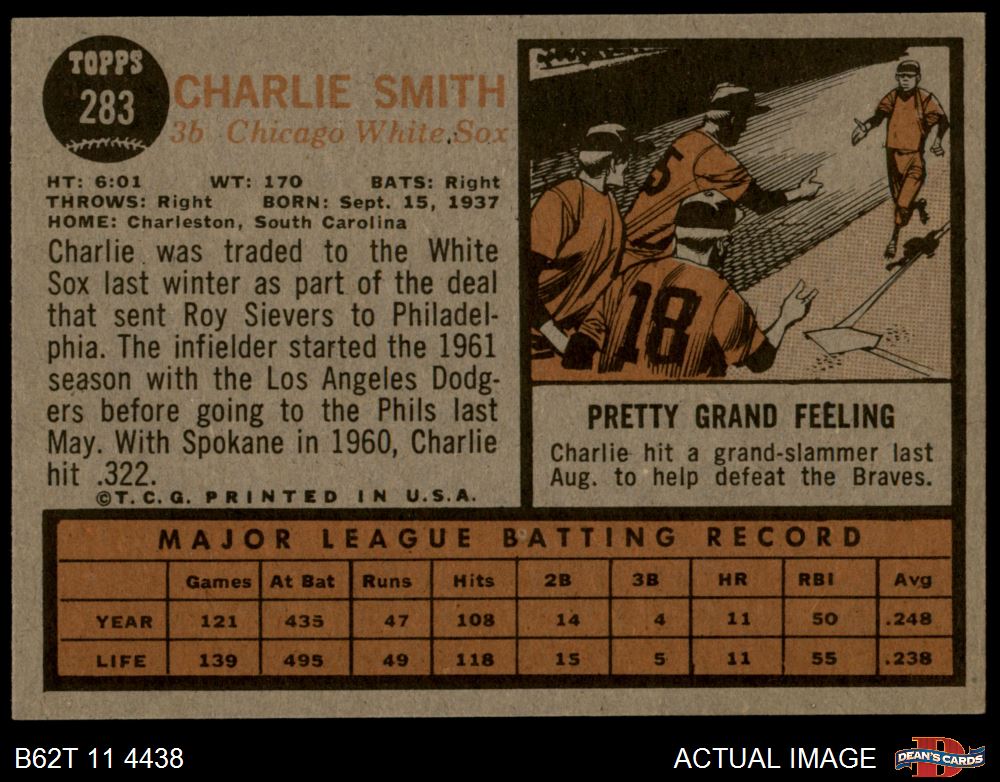 TOPPS
283
CHARLIE SMITH
3b Chicago White Sox
HT: 6:01 WT: 170 BATS: Right
THROWS: Right BORN: Sept. 15, 1937
HOME: Charleston, South Carolina
Charlie was traded to the White
Sox last winter as part of the deal
that sent Roy Sievers to Philadel-
phia. The infielder started the 1961
season with the Los Angeles Dodg-
ers before going to the Phils last
May. With Spokane in 1960, Charlie
hit .322.
©T.C.G. PRINTED IN U.S.A.
5
18
PRETTY GRAND FEELING
Charlie hit a grand-slammer last
Aug. to help defeat the Braves.
MAJOR LEAGUE BATTING RECORD
Games At Bat Runs Hits 2B 3B HR RBI Avg
YEAR 121 435 47 108 14 4 11 50 .248
LIFE 139 495 49 118 15 5 11 55 .238
B62T 11 4438
ACTUAL IMAGE
D
DEAN'S CARDS